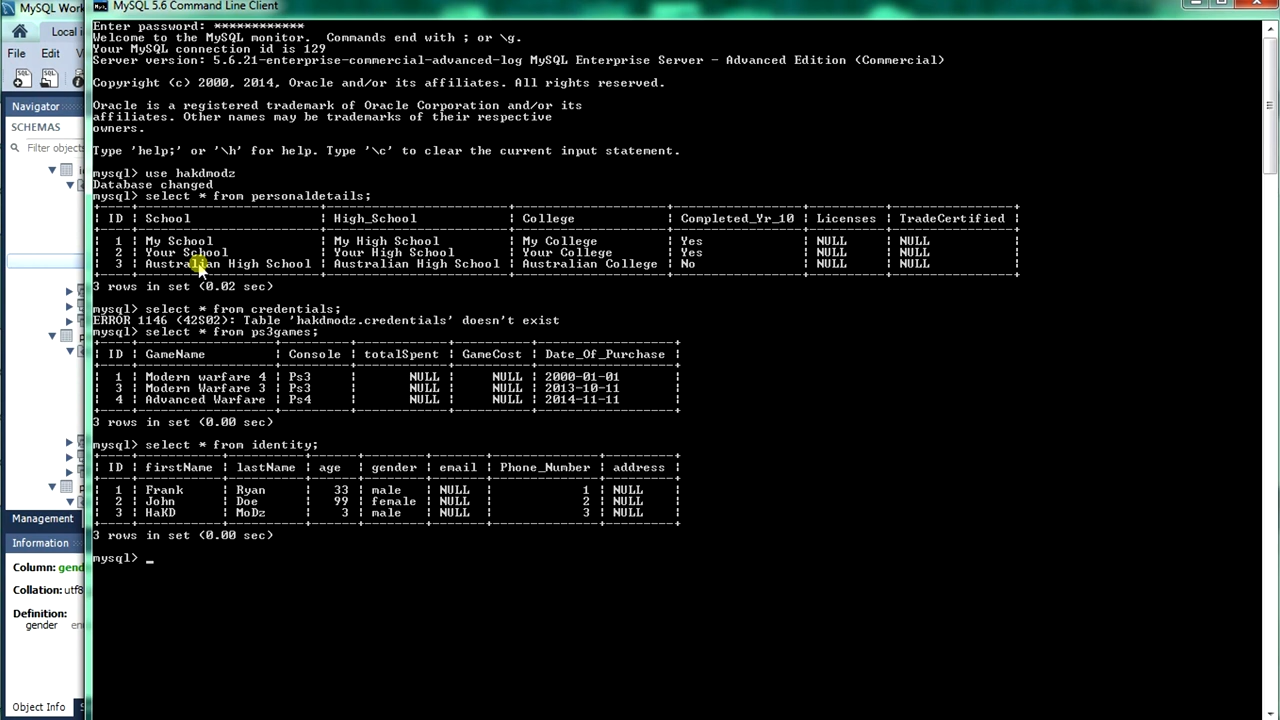 MySQL Wor
MySQL 5.6 Command Line Client
Local i
File Edit V
Navigator
SCHEMAS
Filter object
Management
Information
Column: gend
Collation: utf8
Definition:
gender en
Object Info S
Enter password: ************
Welcome to the MySQL monitor.  Commands end with ; or \g.
Your MySQL connection id is 129
Server version: 5.6.21-enterprise-commercial-advanced-log MySQL Enterprise Server - Advanced Edition (Commercial)
Copyright (c) 2000, 2014, Oracle and/or its affiliates. All rights reserved.
Oracle is a registered trademark of Oracle Corporation and/or its
affiliates. Other names may be trademarks of their respective
owners.
Type 'help;' or '\h' for help. Type '\c' to clear the current input statement.
mysql> use hakdmodz
Database changed
mysql> select * from personaldetails;
| ID | School | High_School | College | Completed_Yr_10 | Licenses | TradeCertified |
| 1 | My School | My High School | My College | Yes | NULL | NULL |
| 2 | Your School | Your High School | Your College | Yes | NULL | NULL |
| 3 | Australian High School | Australian High School | Australian College | No | NULL | NULL |
3 rows in set (0.02 sec)
mysql> select * from credentials;
ERROR 1146 (42S02): Table 'hakdmodz.credentials' doesn't exist
mysql> select * from ps3games;
| ID | GameName | Console | totalSpent | GameCost | Date_Of_Purchase |
| 1 | Modern warfare 4 | Ps3 | NULL | NULL | 2000-01-01 |
| 3 | Modern Warfare 3 | Ps3 | NULL | NULL | 2013-10-11 |
| 4 | Advanced Warfare | Ps4 | NULL | NULL | 2014-11-11 |
3 rows in set (0.00 sec)
mysql> select * from identity;
| ID | firstName | lastName | age | gender | email | Phone_Number | address |
| 1 | Frank | Ryan | 33 | male | NULL | 1 | NULL |
| 2 | John | Doe | 99 | female | NULL | 2 | NULL |
| 3 | HaKD | MoDz | 3 | male | NULL | 3 | NULL |
3 rows in set (0.00 sec)
mysql> _